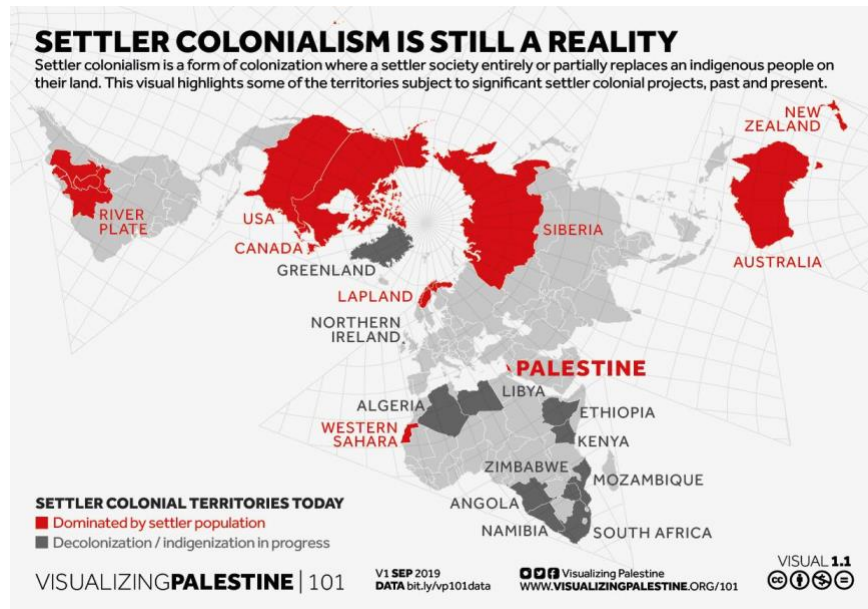 SETTLER COLONIALISM IS STILL A REALITY
Settler colonialism is a form of colonization where a settler society entirely or partially replaces an indigenous people on
their land. This visual highlights some of the territories subject to significant settler colonial projects, past and present.
NEW
ZEALAND
RIVER
PLATE
USA
CANADA
GREENLAND
SIBERIA
AUSTRALIA
LAPLAND
NORTHERN
IRELAND
PALESTINE
ALGERIA
LIBYA
ETHIOPIA
WESTERN
SAHARA
KENYA
ZIMBABWE
MOZAMBIQUE
ANGOLA
NAMIBIA
SOUTH AFRICA
SETTLER COLONIAL TERRITORIES TODAY
Dominated by settler population
Decolonization / indigenization in progress
VISUALIZINGPALESTINE | 101
V1 SEP 2019
DATA bit.ly/vp101data
Visualizing Palestine
WWW.VISUALIZINGPALESTINE.ORG/101
VISUAL 1.1